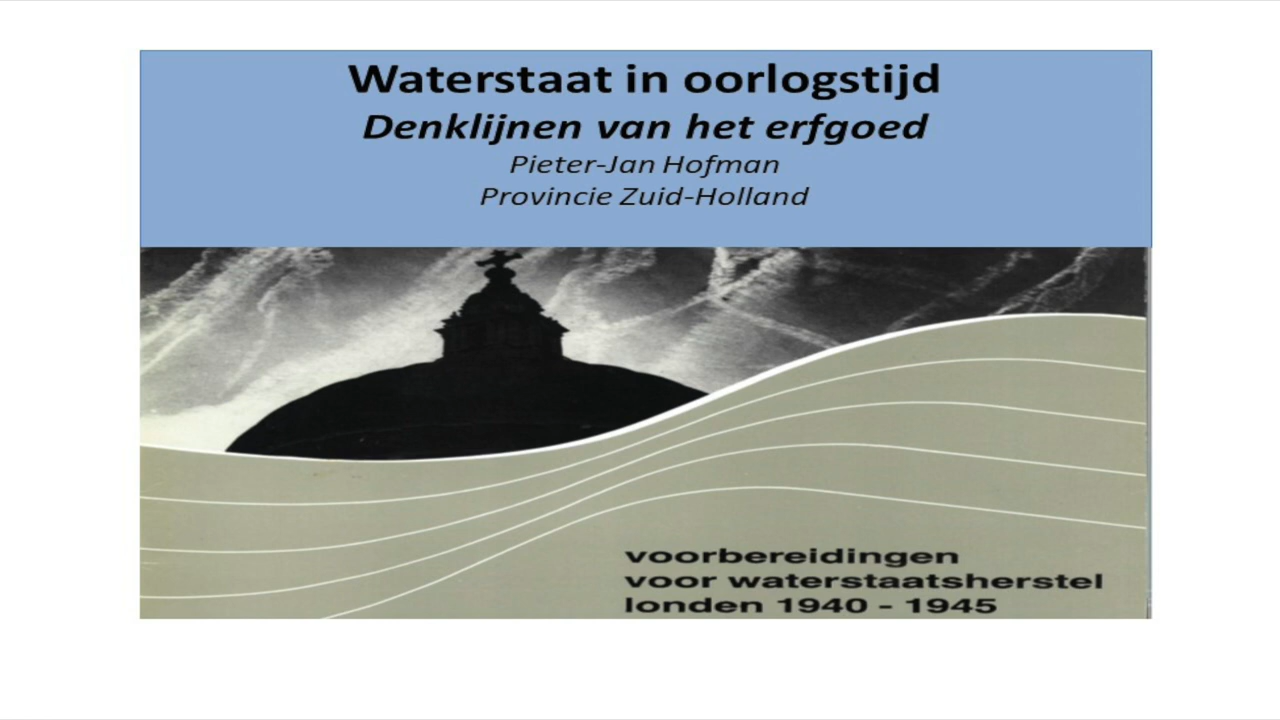 Waterstaat in oorlogstijd
Denklijnen van het erfgoed
Pieter-Jan Hofman
Provincie Zuid-Holland
voorbereidingen
voor waterstaatsherstel
londen 1940 - 1945